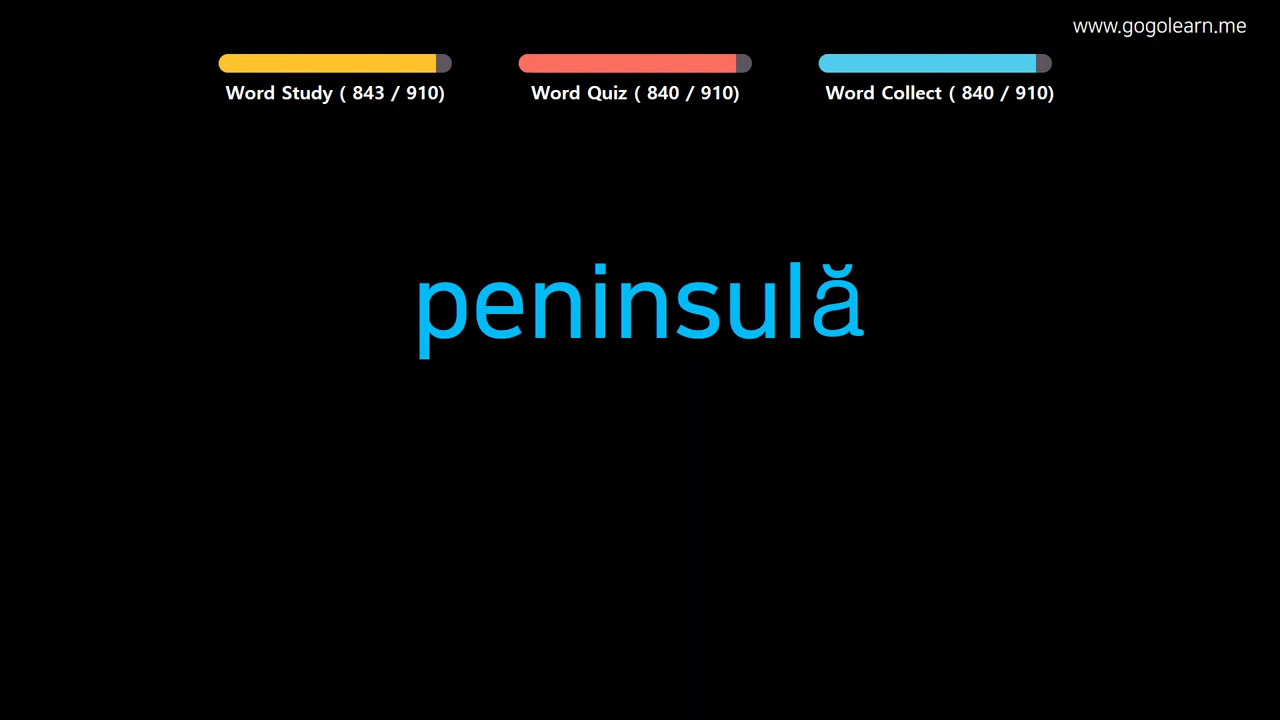 www.gogolearn.me
Word Study ( 843 / 910)
Word Quiz ( 840 / 910)
Word Collect ( 840 / 910)
peninsulă